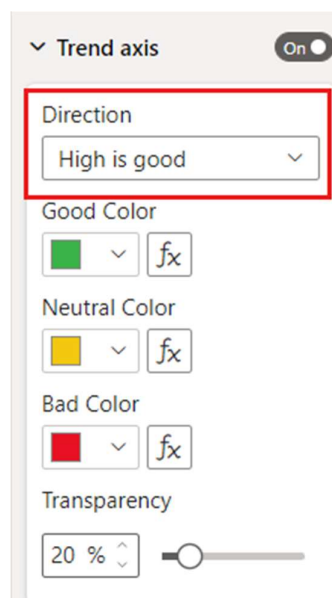 Trend axis
On
Direction
High is good
Good Color
fx
Neutral Color
fx
Bad Color
fx
Transparency
20 %